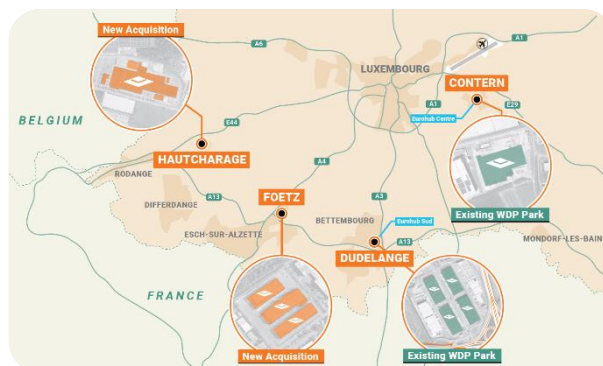 New Acquisition
A6
A1
LUXEMBOURG
CONTERN
A1
E29
Eurohub Centre
BELGIUM
E44
HAUTCHARAGE
A4
RODANGE
A13
FOETZ
A3
Existing WDP Park
DIFFERDANGE
BETTEMBOURG
Eurohub Sud
ESCH-SUR-ALZETTE
A13
MONDORF-LES-BAIN
DUDELANGE
FRANCE
New Acquisition
Existing WDP Park